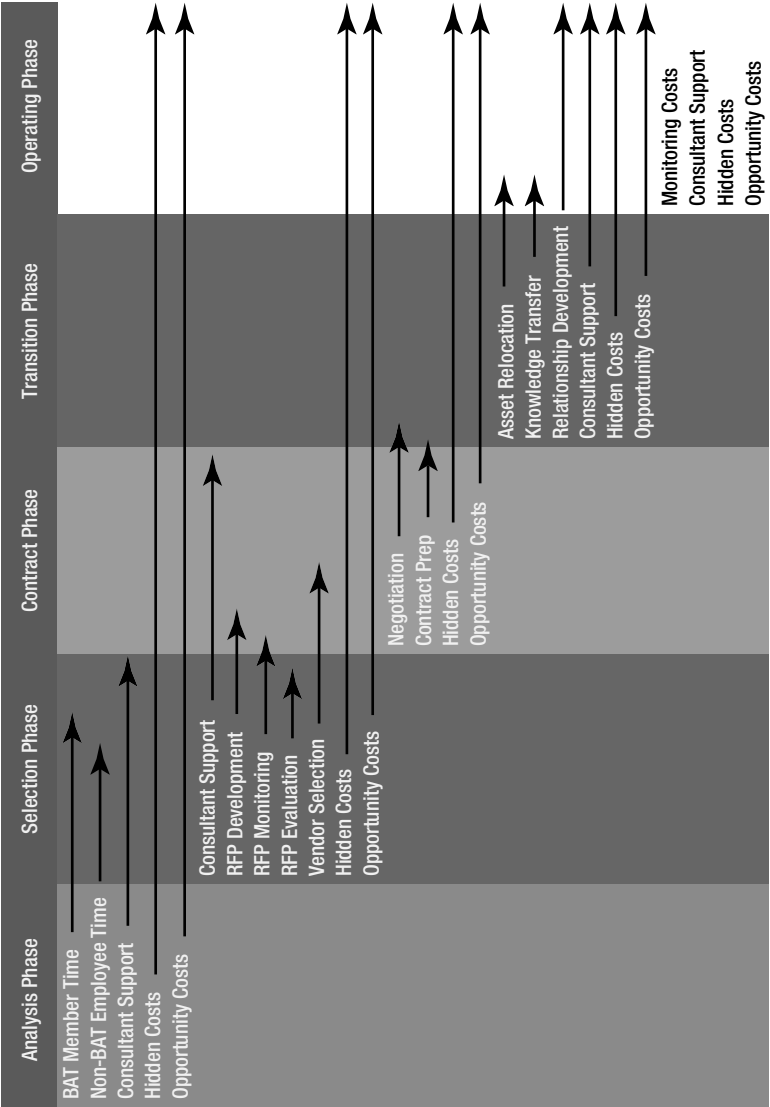 Analysis Phase
Selection Phase
Contract Phase
Transition Phase
Operating Phase
BAT Member Time
Non-BAT Employee Time
Consultant Support
Hidden Costs
Opportunity Costs
Consultant Support
RFP Development
RFP Monitoring
RFP Evaluation
Vendor Selection
Hidden Costs
Opportunity Costs
Negotiation
Contract Prep
Hidden Costs
Opportunity Costs
Asset Relocation
Knowledge Transfer
Relationship Development
Consultant Support
Hidden Costs
Opportunity Costs
Monitoring Costs
Consultant Support
Hidden Costs
Opportunity Costs